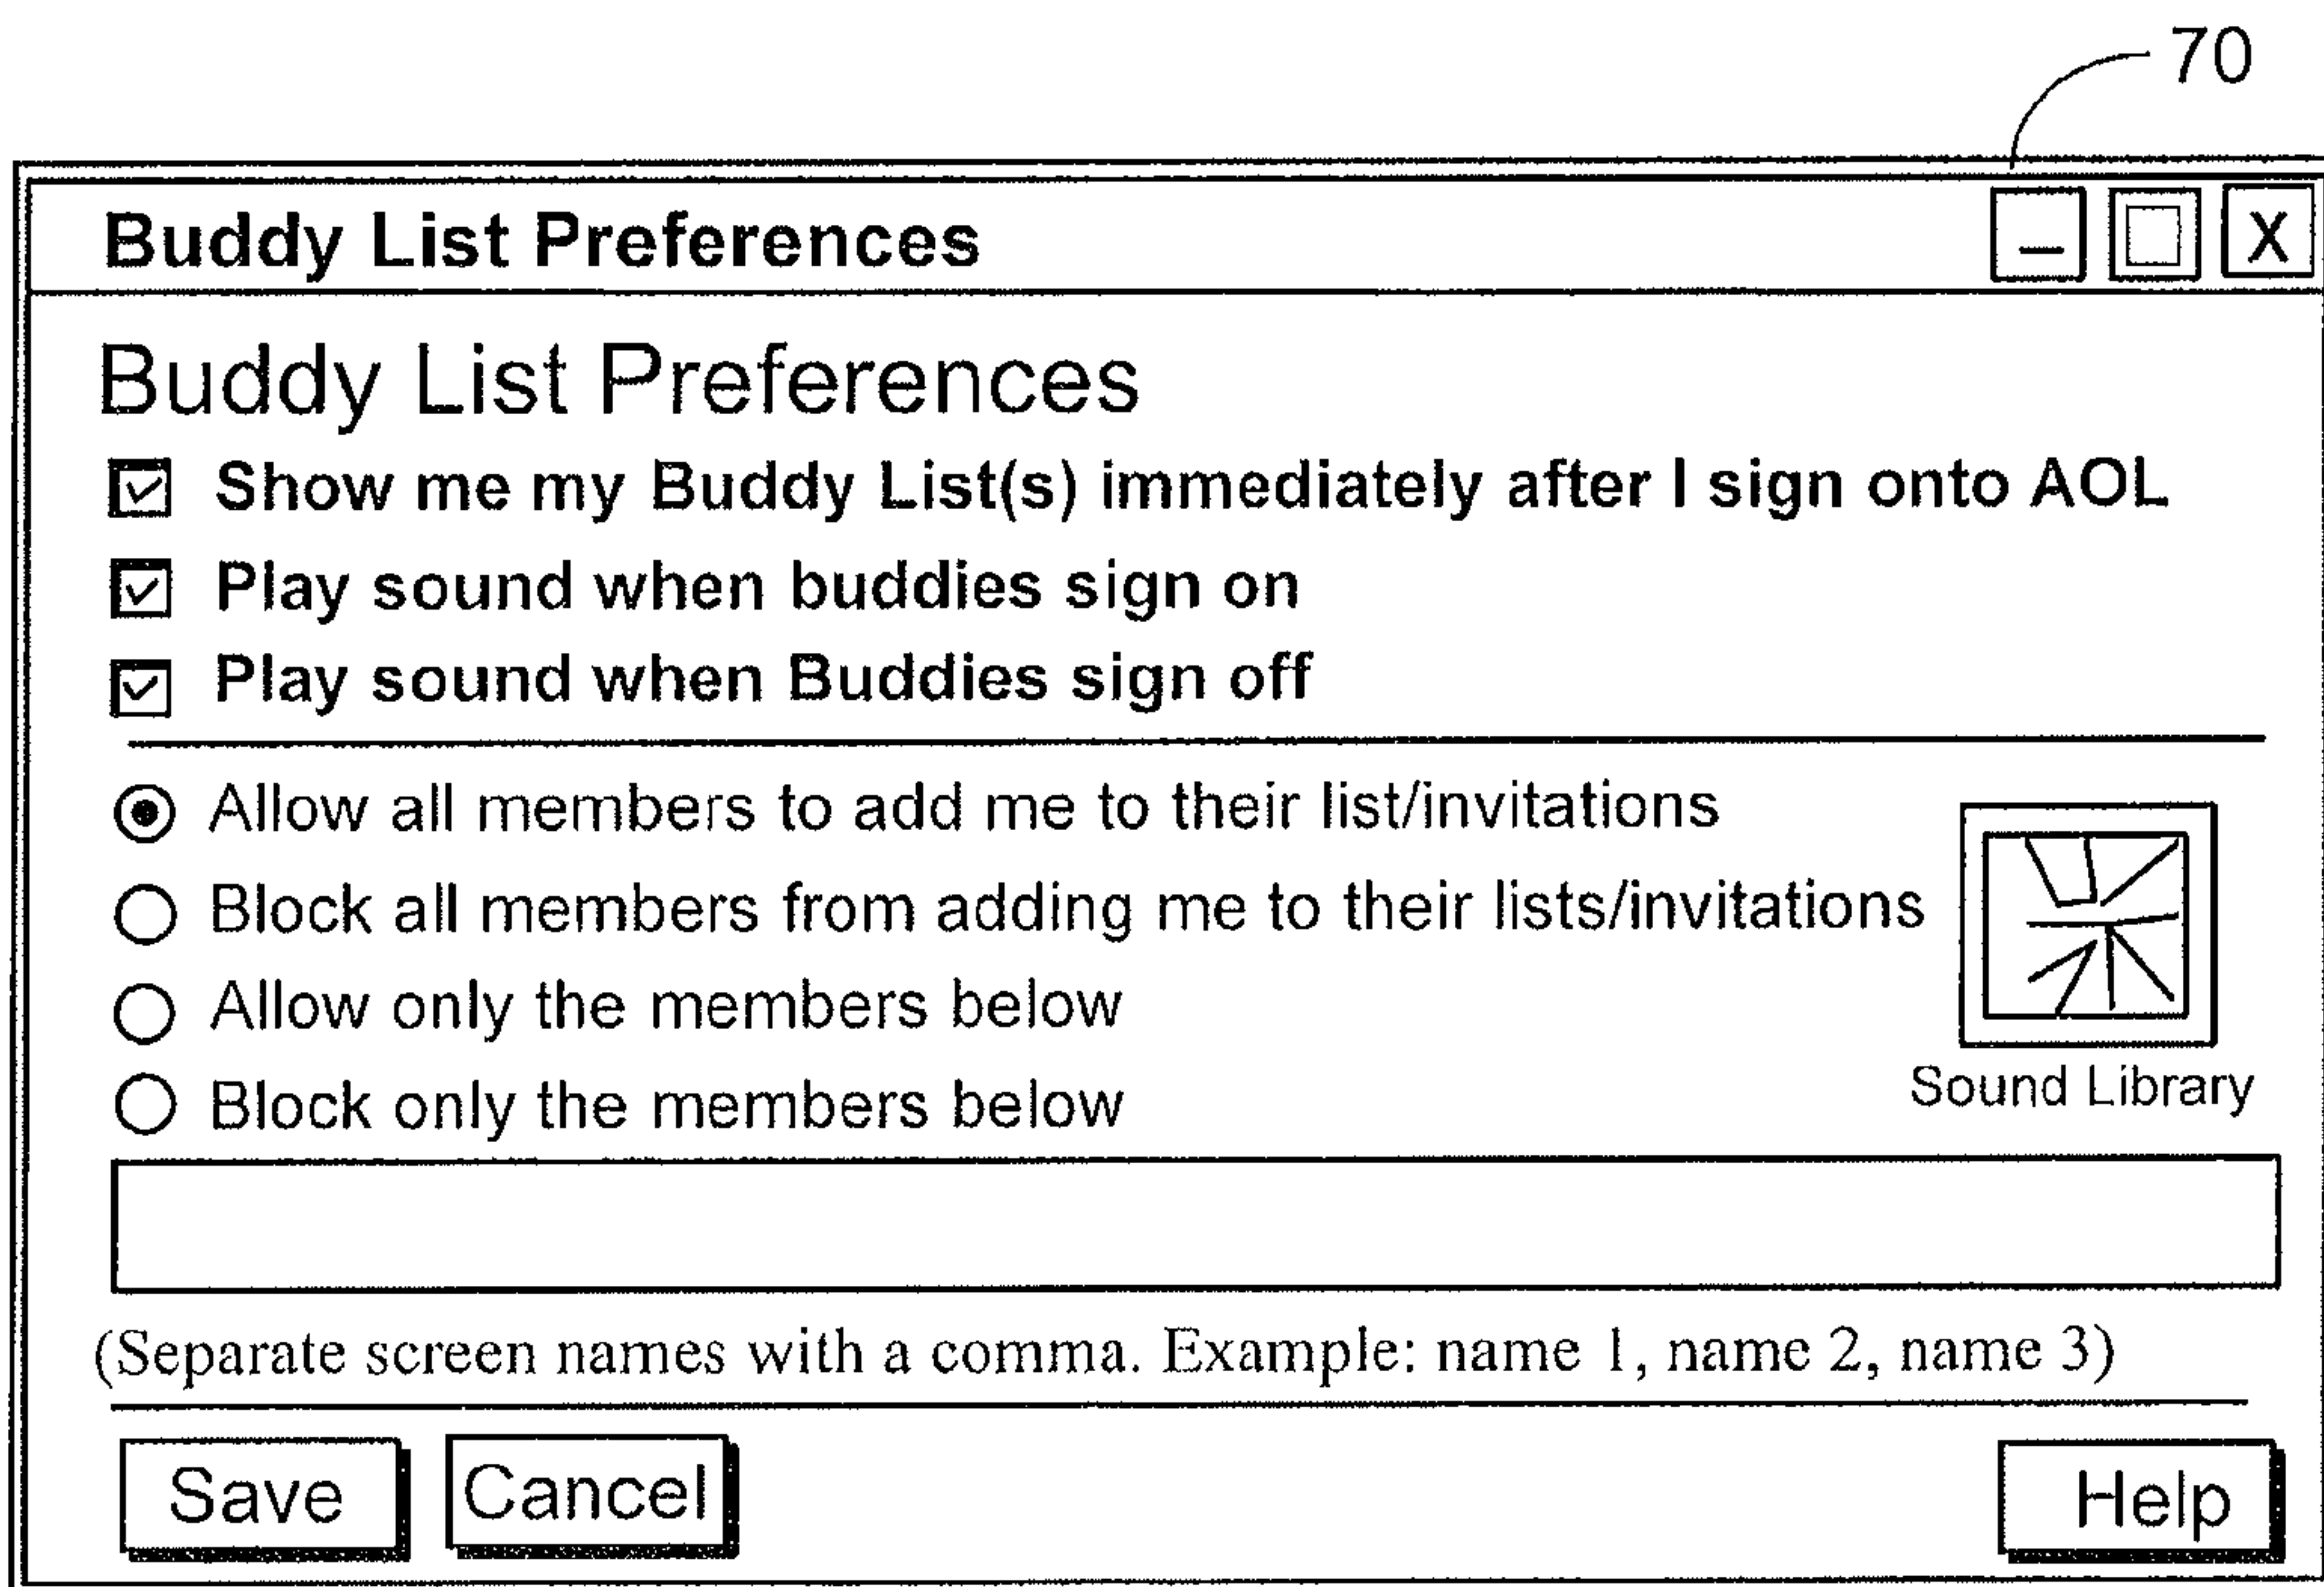 70
Buddy List Preferences
X
Buddy List Preferences
Show me my Buddy List(s) immediately after I sign onto AOL
Play sound when buddies sign on
Play sound when Buddies sign off
Allow all members to add me to their list/invitations
Block all members from adding me to their lists/invitations
Allow only the members below
Block only the members below
Sound Library
(Separate screen names with a comma. Example: name 1, name 2, name 3)
Save
Cancel
Help